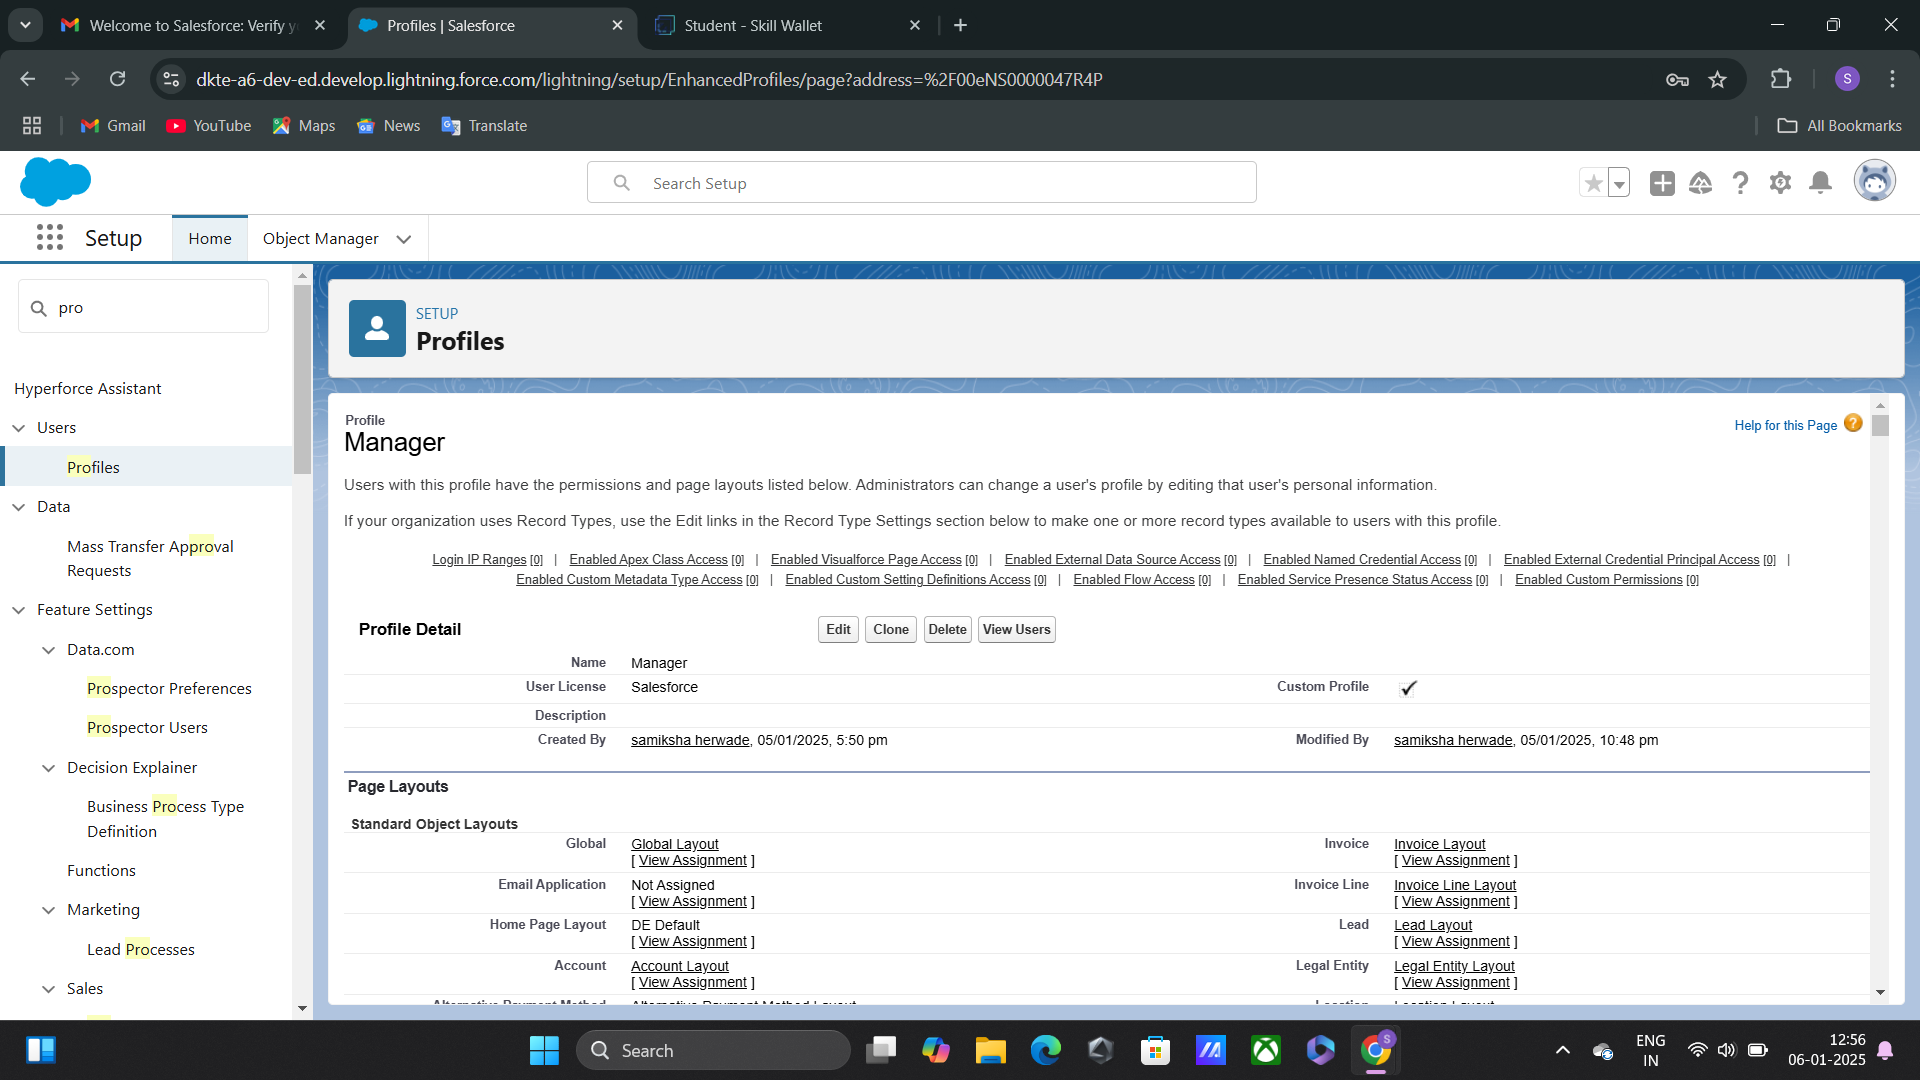 Welcome to Salesforce: Verify y
Profiles | Salesforce
Student - Skill Wallet
dkte-a6-dev-ed.develop.lightning.force.com/lightning/setup/EnhancedProfiles/page?address=%2F00eNS0000047R4P
S
Gmail
YouTube
Maps
News
Translate
All Bookmarks
Search Setup
Setup
Home
Object Manager
pro
Hyperforce Assistant
Users
Profiles
Data
Mass Transfer Approval
Requests
Feature Settings
Data.com
Prospector Preferences
Prospector Users
Decision Explainer
Business Process Type
Definition
Functions
Marketing
Lead Processes
Sales
SETUP
Profiles
Profile
Manager
Help for this Page
Users with this profile have the permissions and page layouts listed below. Administrators can change a user's profile by editing that user's personal information.
If your organization uses Record Types, use the Edit links in the Record Type Settings section below to make one or more record types available to users with this profile.
Login IP Ranges [0] | Enabled Apex Class Access [0] | Enabled Visualforce Page Access [0] | Enabled External Data Source Access [0] | Enabled Named Credential Access [0] | Enabled External Credential Principal Access [0] |
Enabled Custom Metadata Type Access [0] | Enabled Custom Setting Definitions Access [0] | Enabled Flow Access [0] | Enabled Service Presence Status Access [0] | Enabled Custom Permissions [0]
Profile Detail
Edit Clone Delete View Users
Name Manager
User License Salesforce Custom Profile
Description
Created By samiksha herwade, 05/01/2025, 5:50 pm Modified By samiksha herwade, 05/01/2025, 10:48 pm
Page Layouts
Standard Object Layouts
Global Global Layout Invoice Invoice Layout
[ View Assignment ] [ View Assignment ]
Email Application Not Assigned Invoice Line Invoice Line Layout
[ View Assignment ] [ View Assignment ]
Home Page Layout DE Default Lead Lead Layout
[ View Assignment ] [ View Assignment ]
Account Account Layout Legal Entity Legal Entity Layout
[ View Assignment ] [ View Assignment ]
Alternative Payment Method Alternative Payment Method Layout Location Location Layout
Search
S
ENG
IN
12:56
06-01-2025